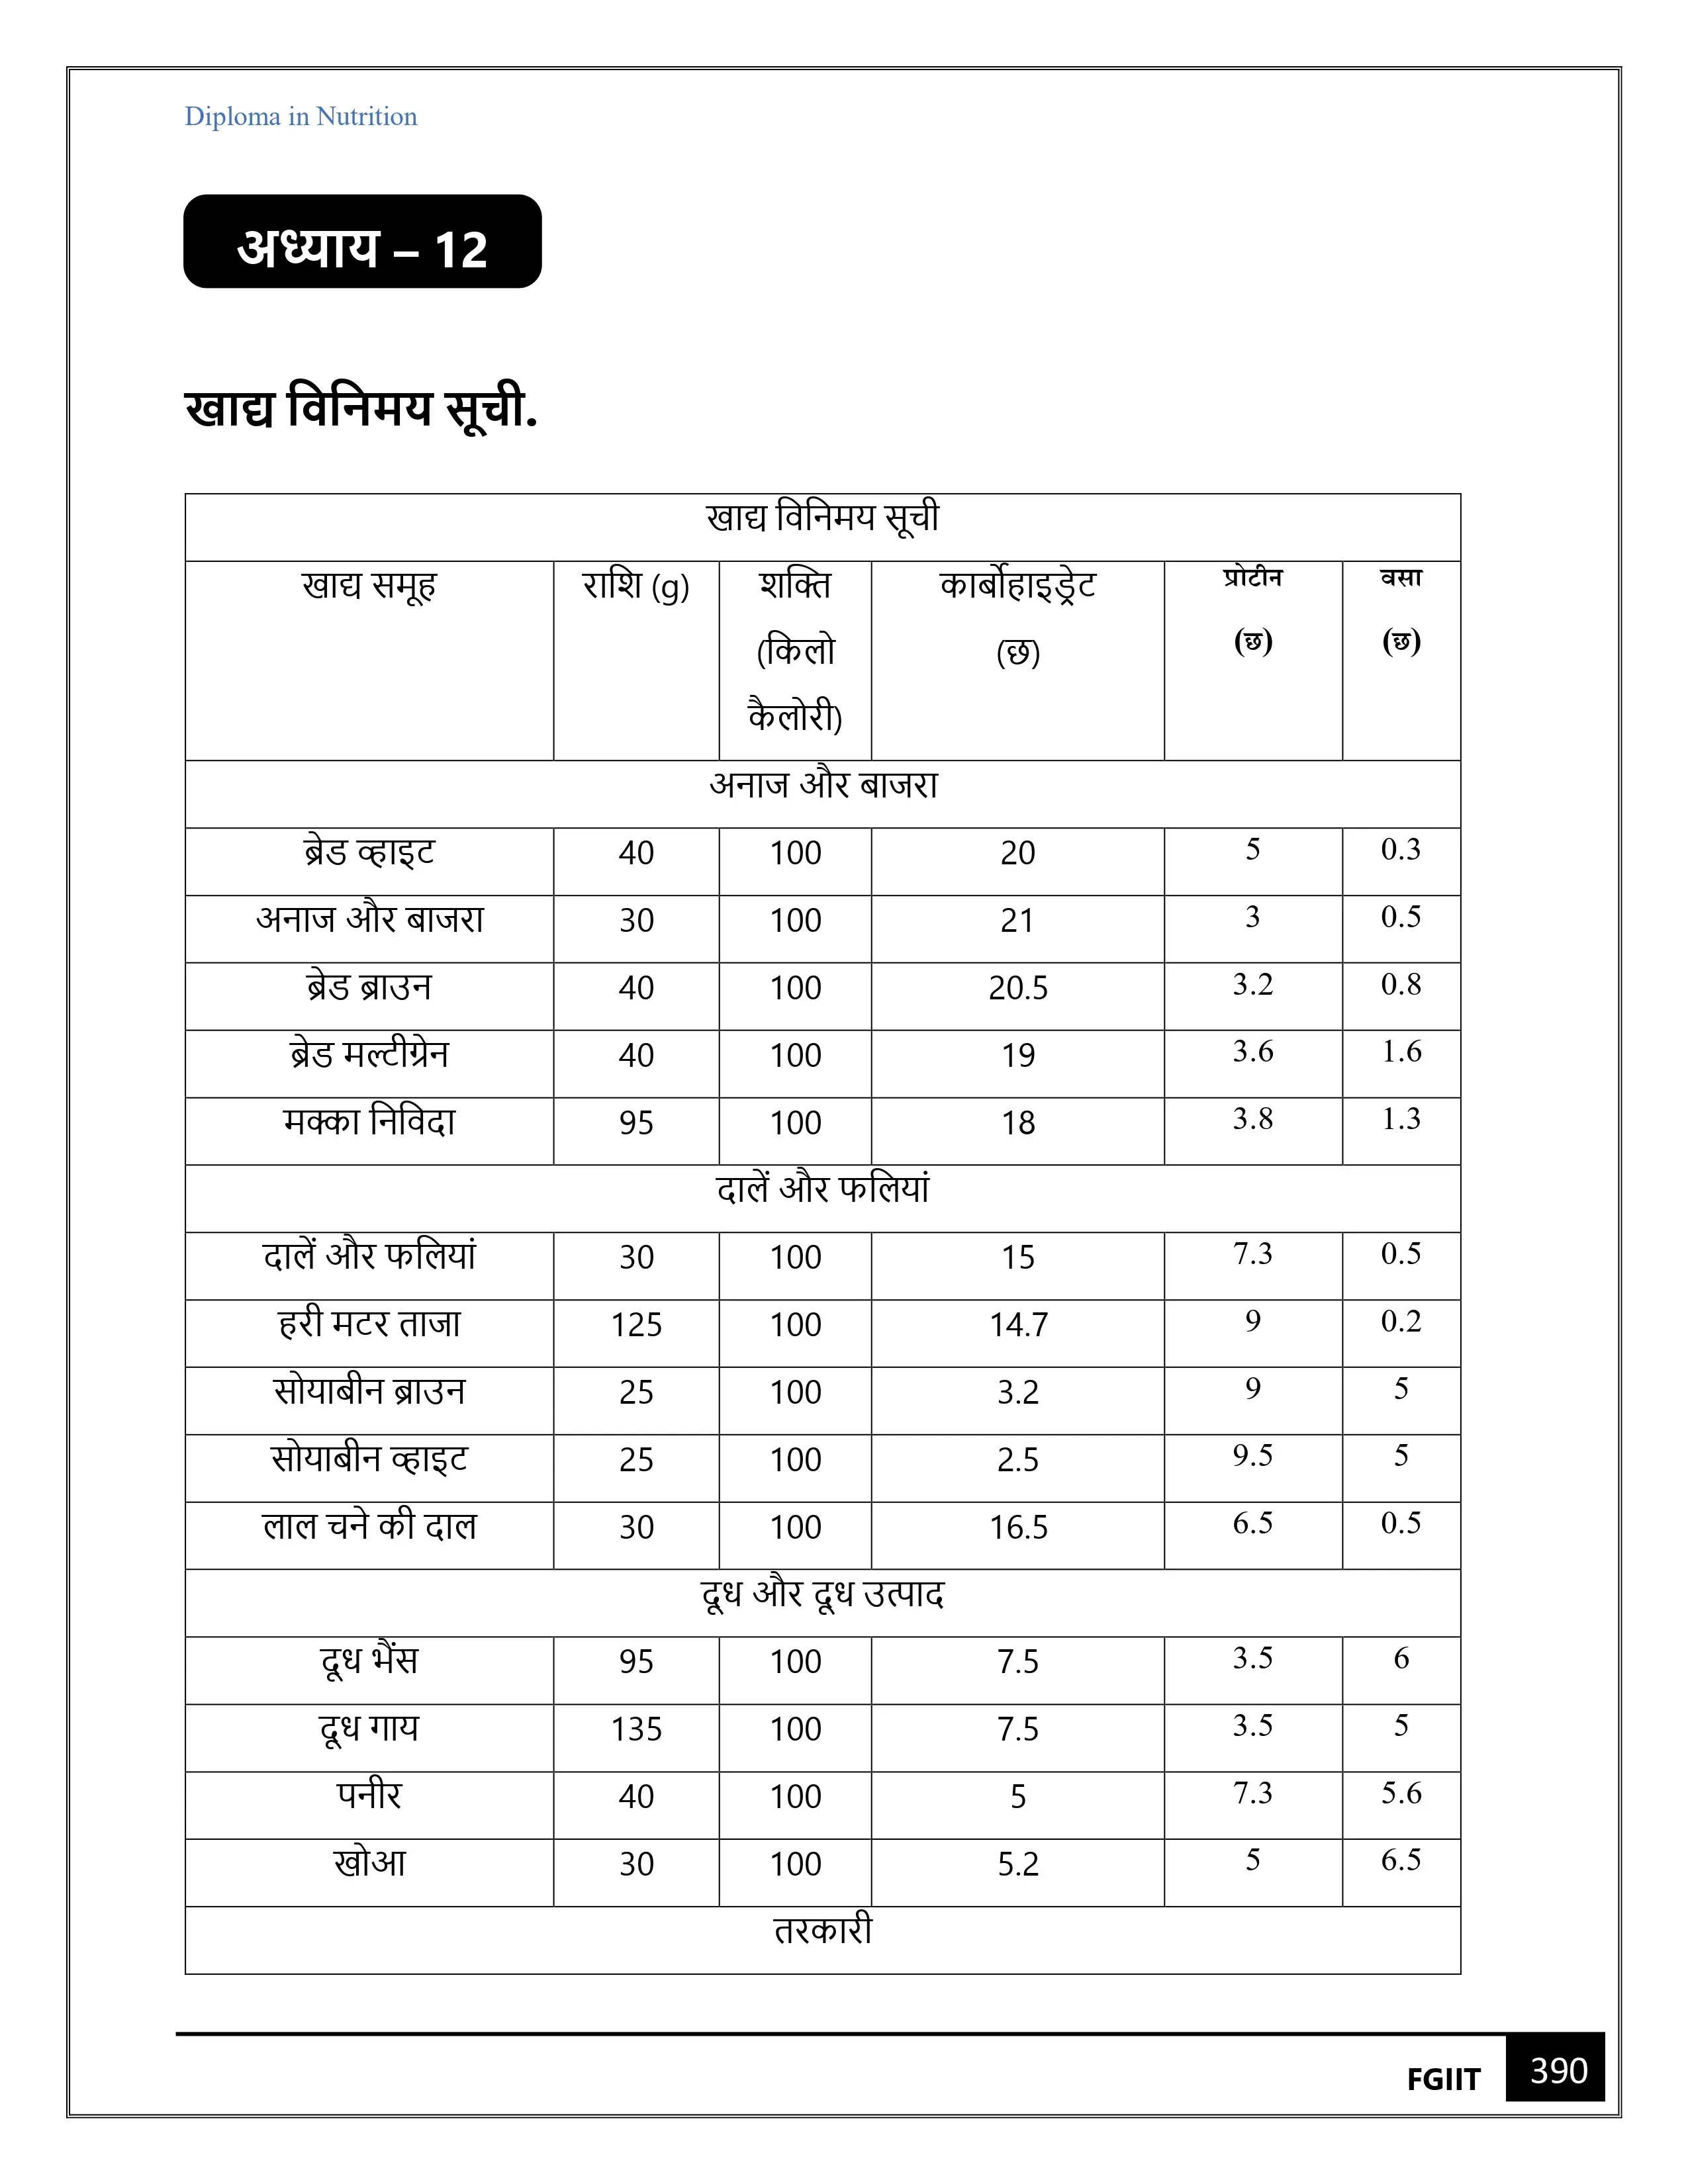 Diploma in Nutrition
अध्याय – 12
खाद्य विनिमय सूची.
खाद्य विनिमय सूची
खाद्य समूह राशि (g) शक्ति (किलो कैलोरी) कार्बोहाइड्रेट (छ) प्रोटीन (छ) वसा (छ)
अनाज और बाजरा
ब्रेड व्हाइट 40 100 20 5 0.3
अनाज और बाजरा 30 100 21 3 0.5
ब्रेड ब्राउन 40 100 20.5 3.2 0.8
ब्रेड मल्टीग्रेन 40 100 19 3.6 1.6
मक्का निविदा 95 100 18 3.8 1.3
दालें और फलियां
दालें और फलियां 30 100 15 7.3 0.5
हरी मटर ताजा 125 100 14.7 9 0.2
सोयाबीन ब्राउन 25 100 3.2 9 5
सोयाबीन व्हाइट 25 100 2.5 9.5 5
लाल चने की दाल 30 100 16.5 6.5 0.5
दूध और दूध उत्पाद
दूध भैंस 95 100 7.5 3.5 6
दूध गाय 135 100 7.5 3.5 5
पनीर 40 100 5 7.3 5.6
खोआ 30 100 5.2 5 6.5
तरकारी
FGIIT 390